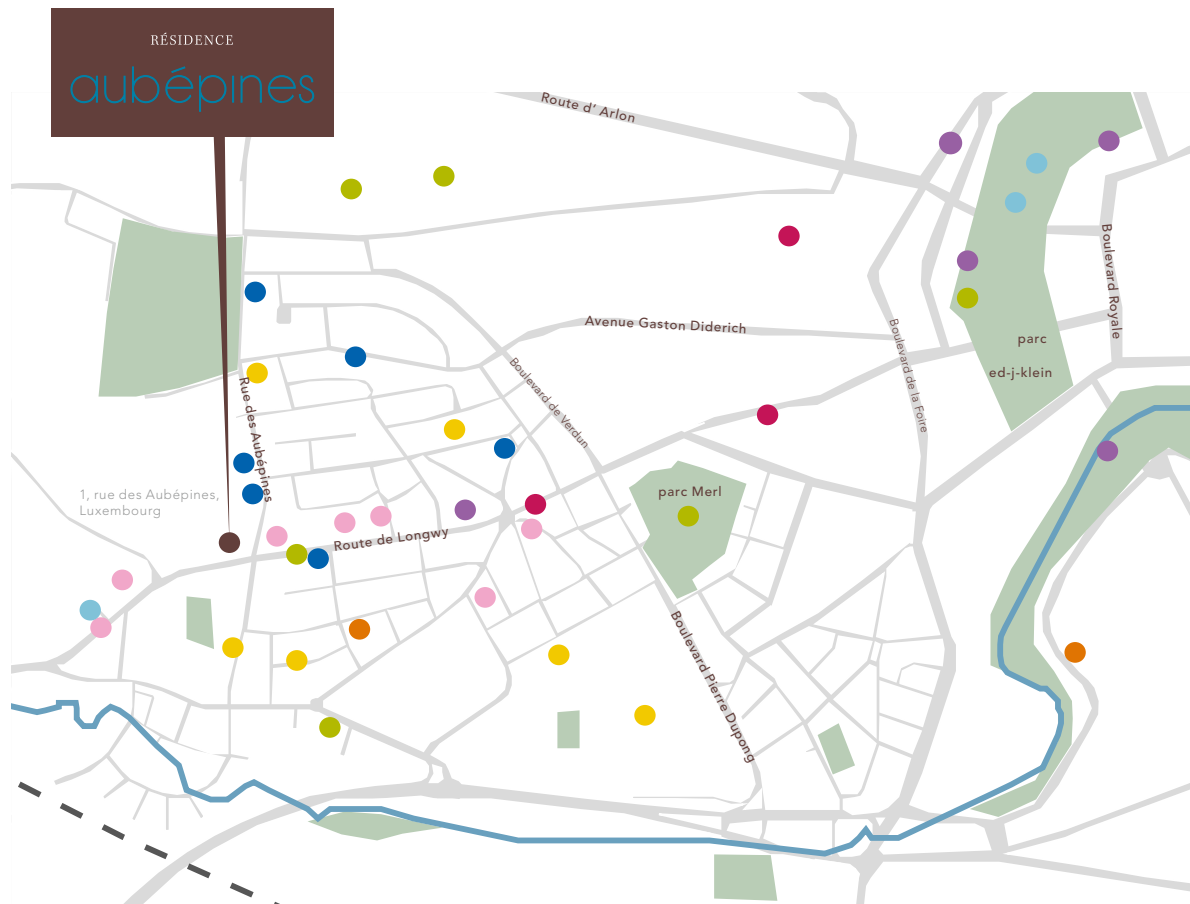 RÉSIDENCE
aubépines
Route d' Arlon
Boulevard Royale
Avenue Gaston Diderich
Boulevard de la Foire
parc
ed-j-klein
Boulevard de Verdun
Rue des Aubépines
1, rue des Aubépines,
Luxembourg
parc Merl
Route de Longwy
Boulevard Pierre Dupong